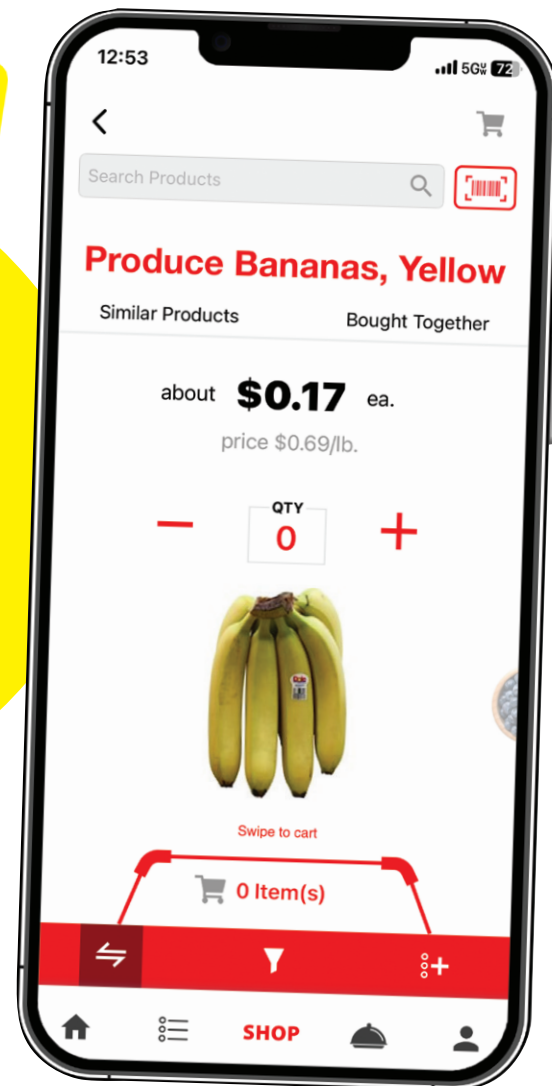 12:53
5G 72
Search Products
Produce Bananas, Yellow
Similar Products Bought Together
about $0.17 ea.
price $0.69/lb.
QTY
0
Swipe to cart
0 Item(s)
SHOP